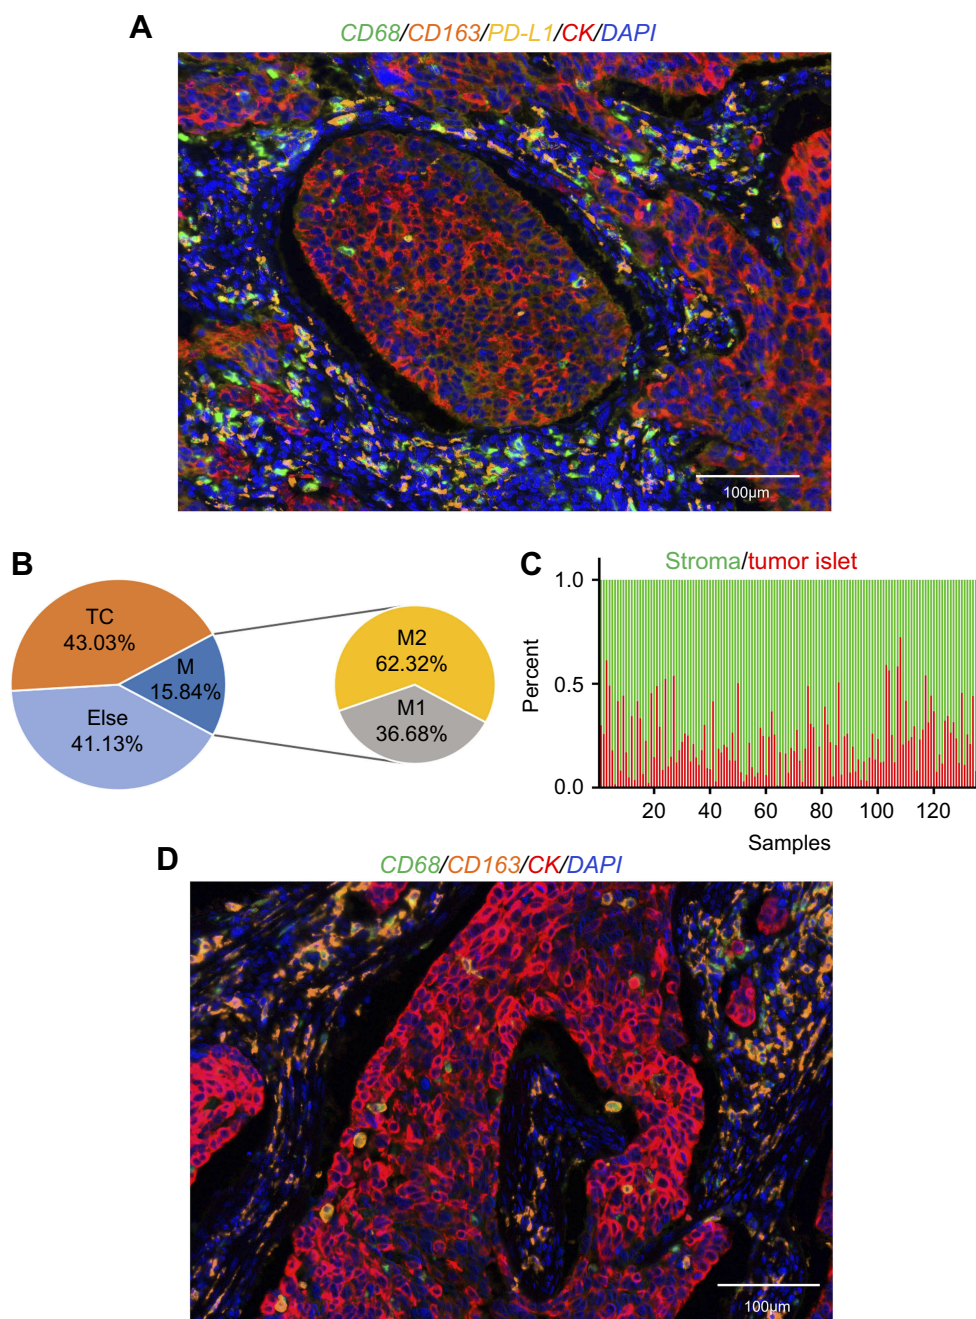 A
CD68/CD163/PD-L1/CK/DAPI
100µm
B
TC
43.03%
M
15.84%
Else
41.13%
M2
62.32%
M1
36.68%
C
Stroma/tumor islet
Percent
1.0
0.5
0.0
20 40 60 80 100 120
Samples
D
CD68/CD163/CK/DAPI
100µm